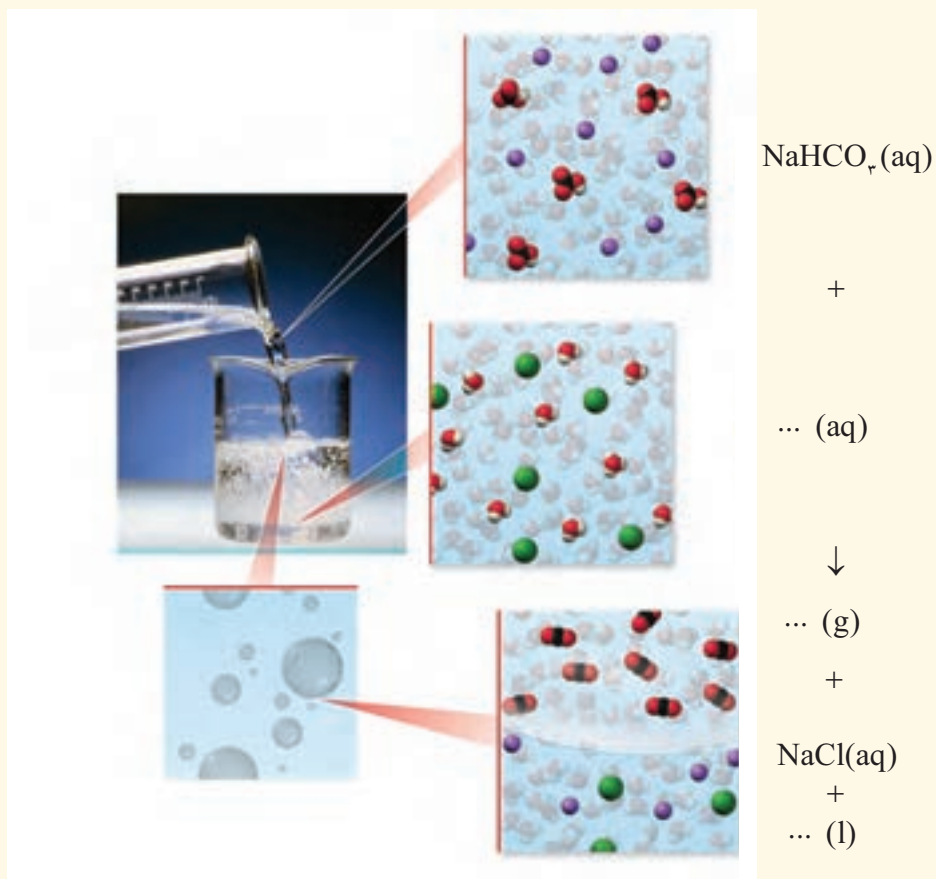 NaHCO۳(aq)
+
... (aq)
↓
... (g)
+
NaCl(aq)
+
... (l)